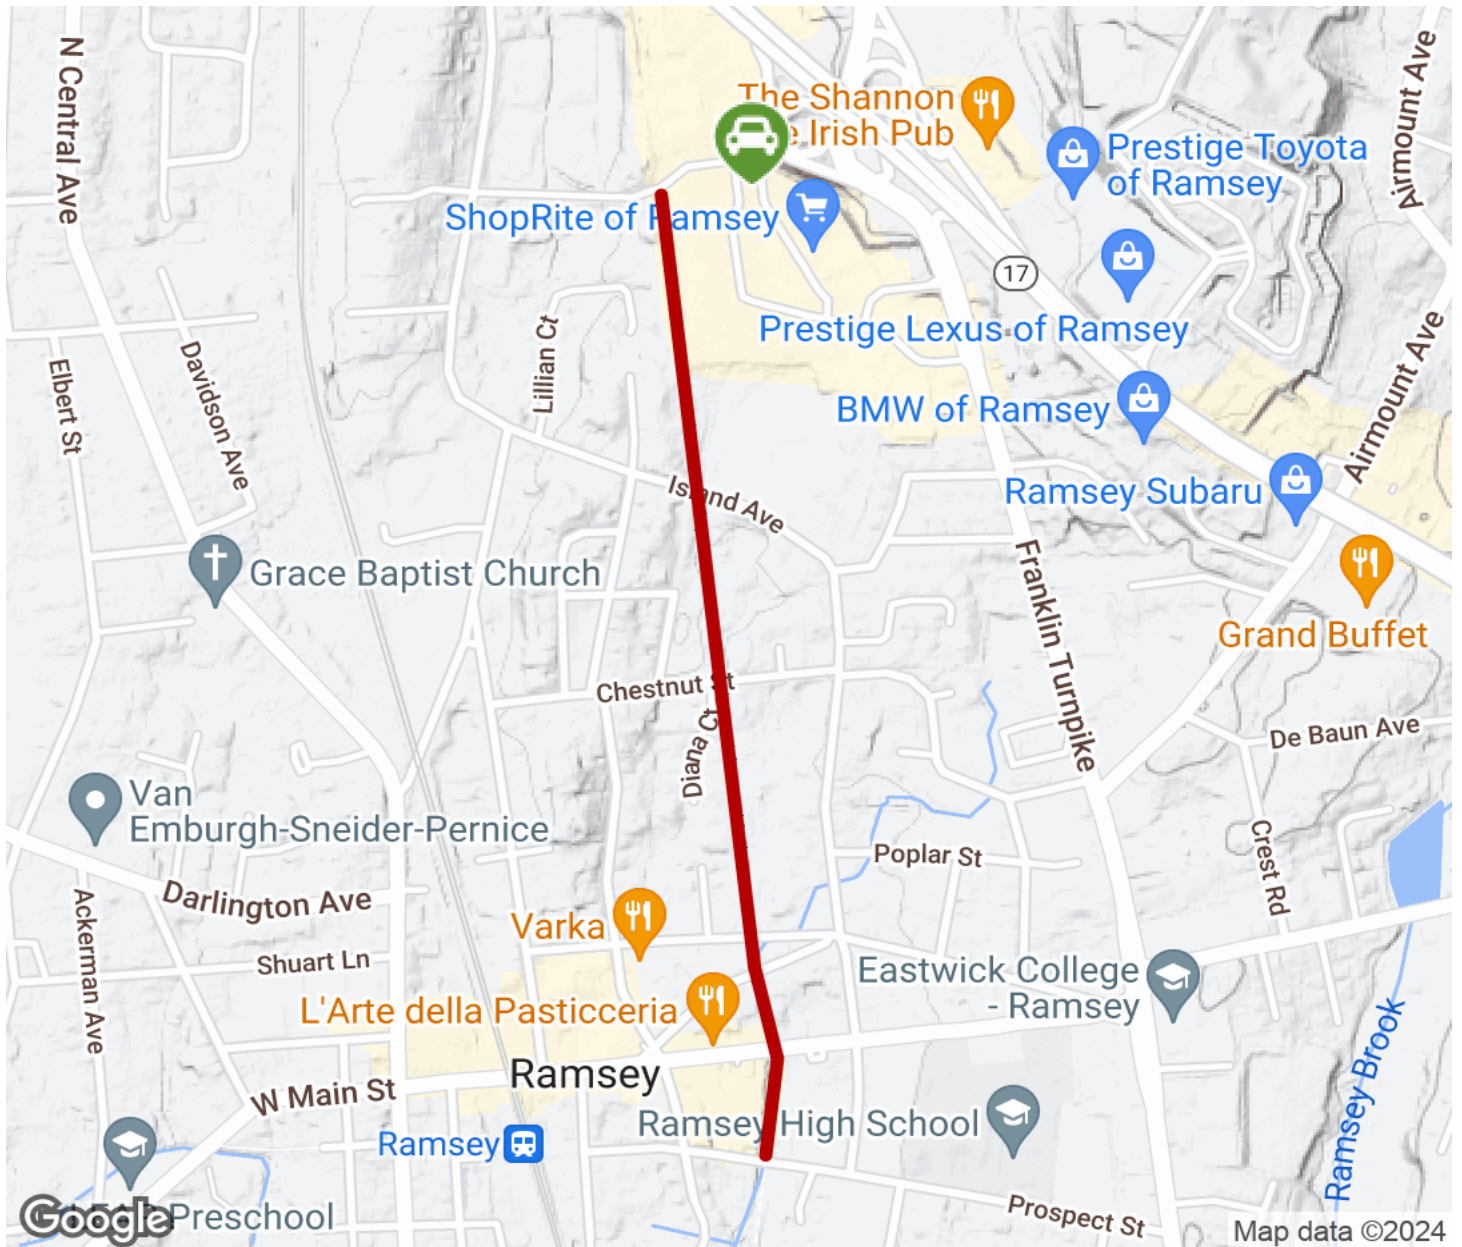 N Central Ave
The Shannon
e Irish Pub
Airmount Ave
Prestige Toyota
of Ramsey
ShopRite of Ramsey
17
Prestige Lexus of Ramsey
Lillian Ct
Davidson Ave
Elbert St
Airmount Ave
BMW of Ramsey
Island Ave
Ramsey Subaru
Grace Baptist Church
Franklin Turnpike
Grand Buffet
Chestnut St
Diana Ct
De Baun Ave
Van
Emburgh-Sneider-Pernice
Crest Rd
Poplar St
Darlington Ave
Ackerman Ave
Varka
Shuart Ln
Eastwick College
- Ramsey
L'Arte della Pasticceria
Ramsey
W Main St
Ramsey Brook
Ramsey High School
Ramsey
Prospect St
Preschool
Google
Map data ©2024